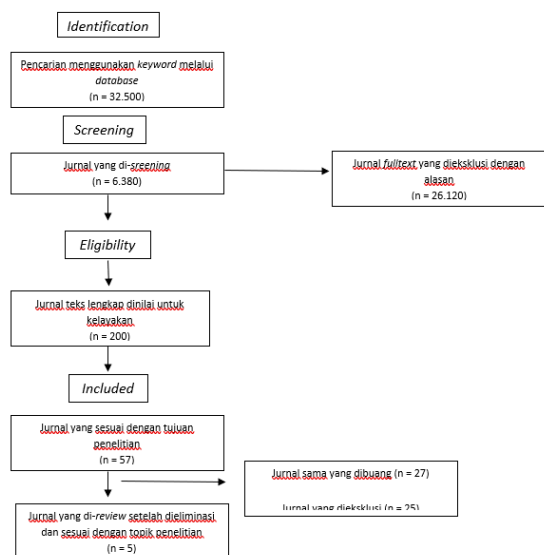 Identification
Pencarian menggunakan keyword melalui
database
(n = 32.500)
Screening
Jurnal yang di-sreening
(n = 6.380)
Jurnal fulltext yang dieksklusi dengan
alasan
(n = 26.120)
Eligibility
Jurnal teks lengkap dinilai untuk
kelayakan
(n = 200)
Included
Jurnal yang sesuai dengan tujuan
penelitian
(n = 57)
Jurnal sama yang dibuang (n = 27)
Jurnal yang dieksklusi (n = 25)
Jurnal yang di-review setelah dieliminasi
dan sesuai dengan topik penelitian
(n = 5)